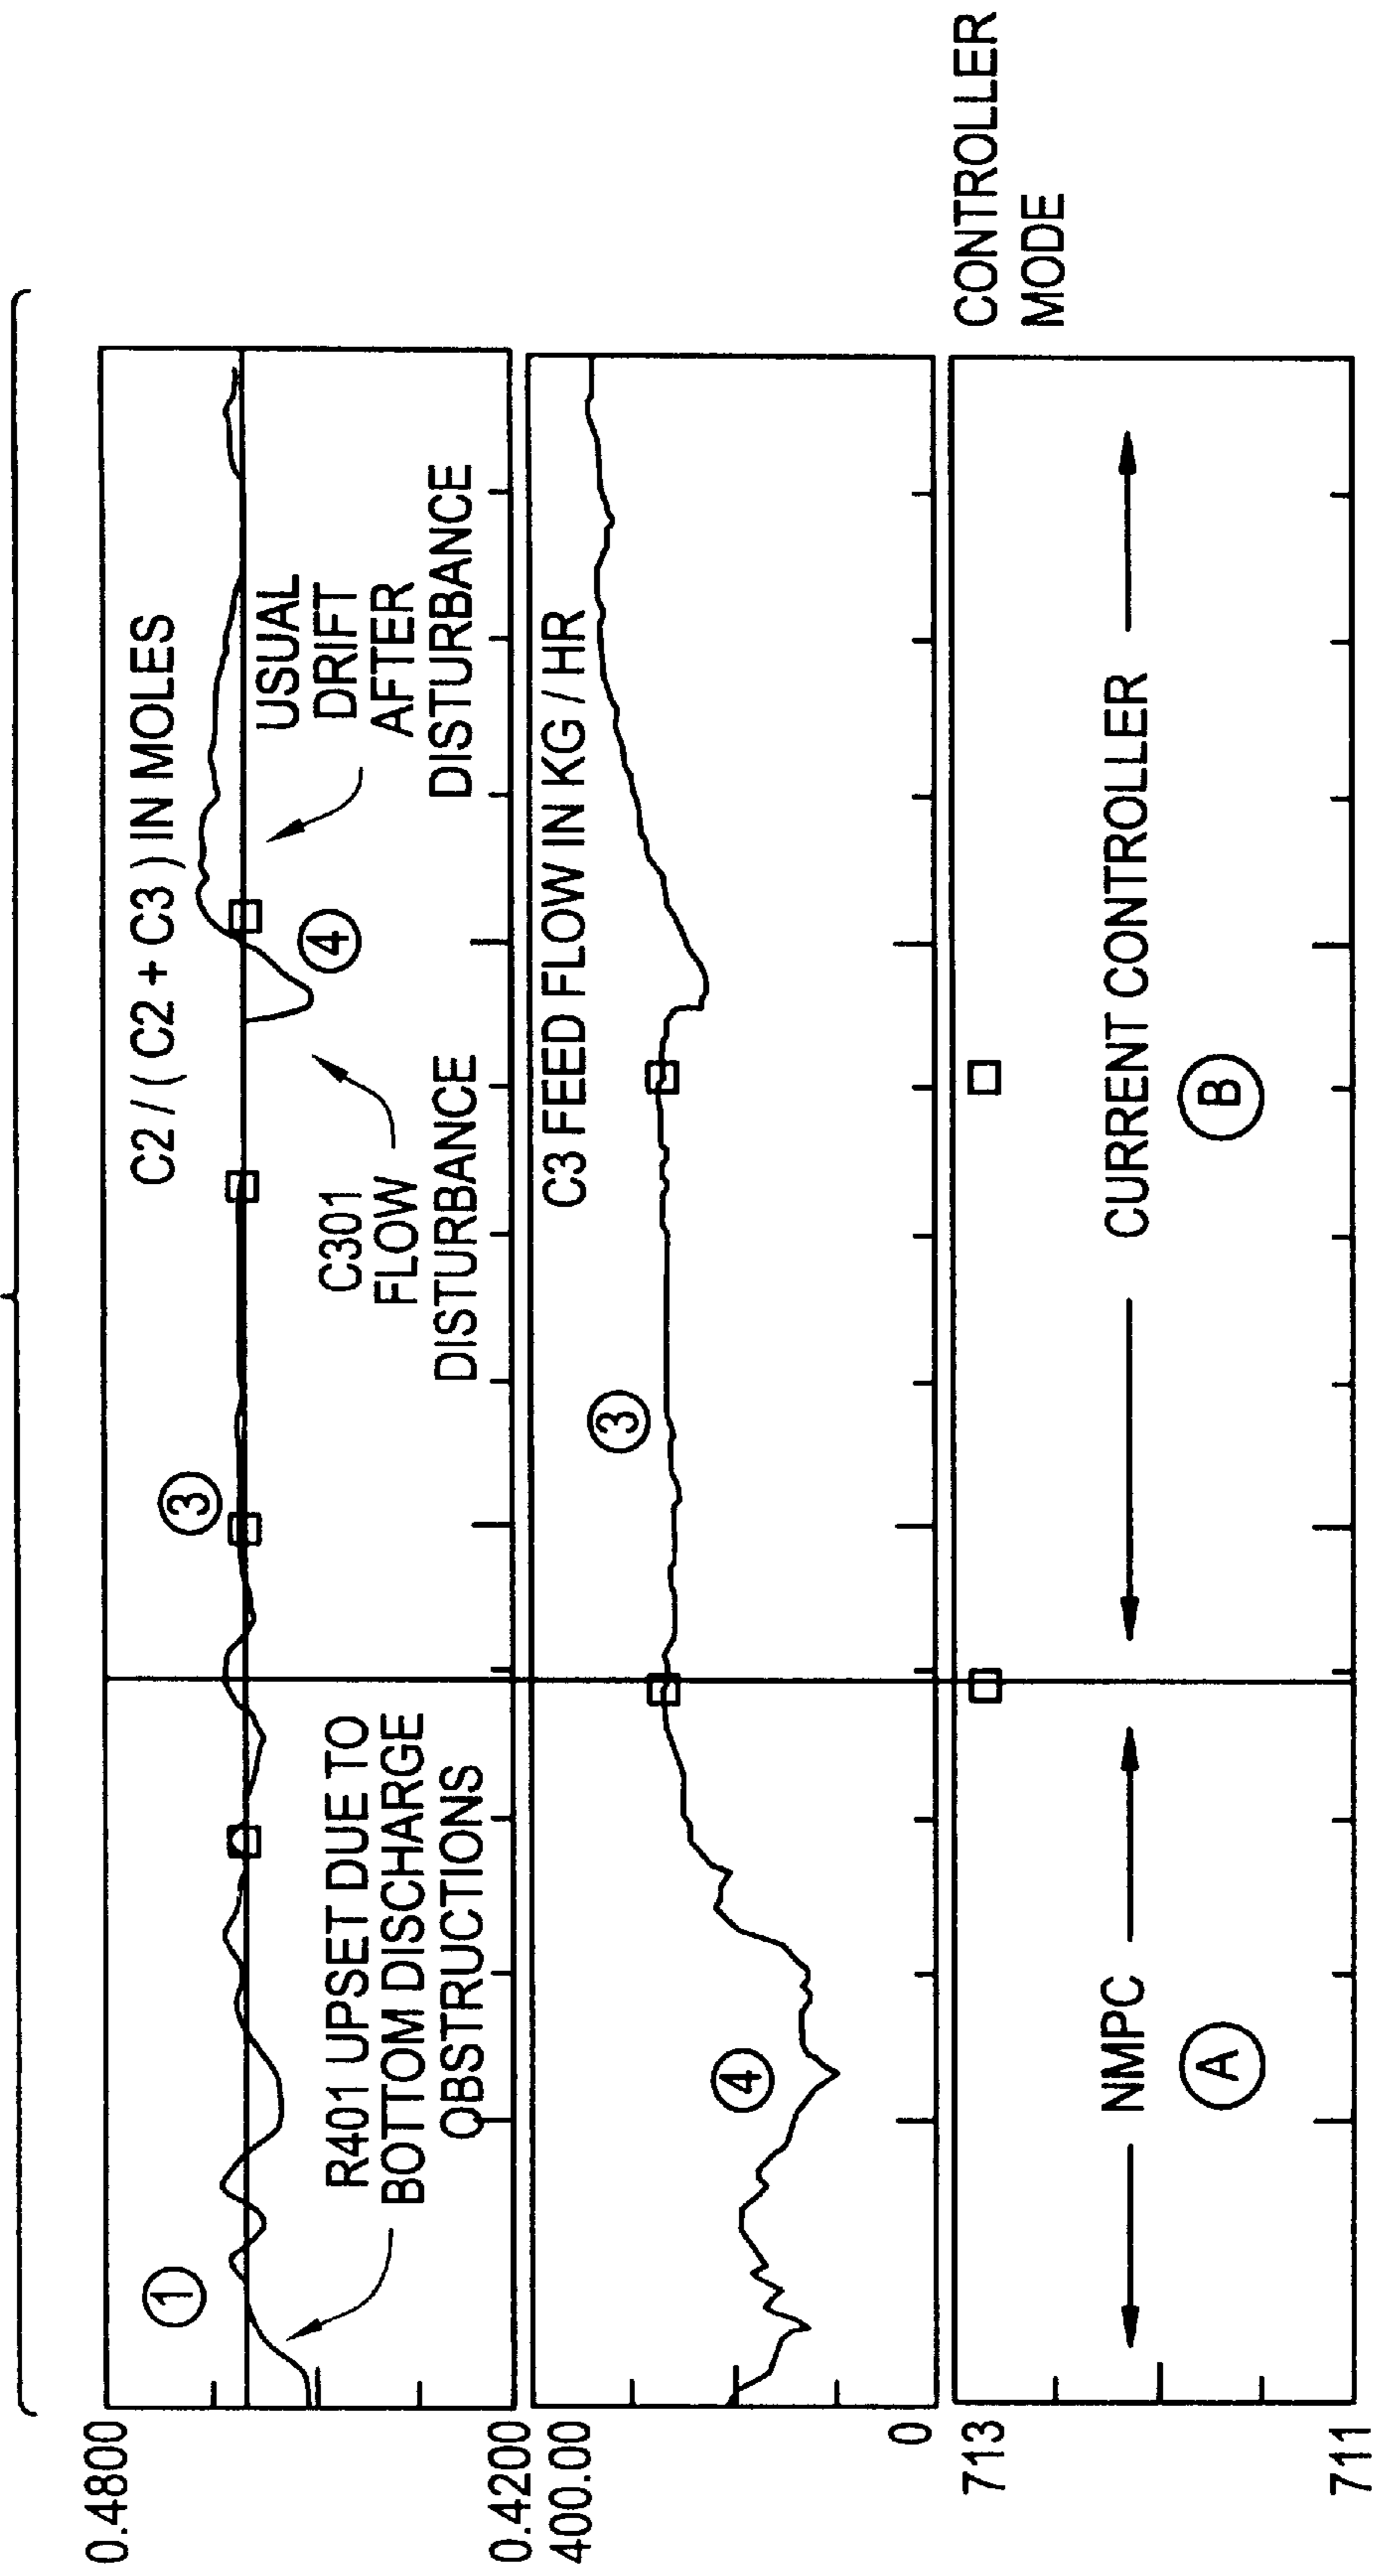 0.4800
C2 / ( C2 + C3 ) IN MOLES
1
3
4
R401 UPSET DUE TO
BOTTOM DISCHARGE
OBSTRUCTIONS
C301
FLOW
DISTURBANCE
USUAL
DRIFT
AFTER
DISTURBANCE
0.4200
400.00
C3 FEED FLOW IN KG / HR
4
3
0
713
NMPC
A
CURRENT CONTROLLER
B
CONTROLLER
MODE
711